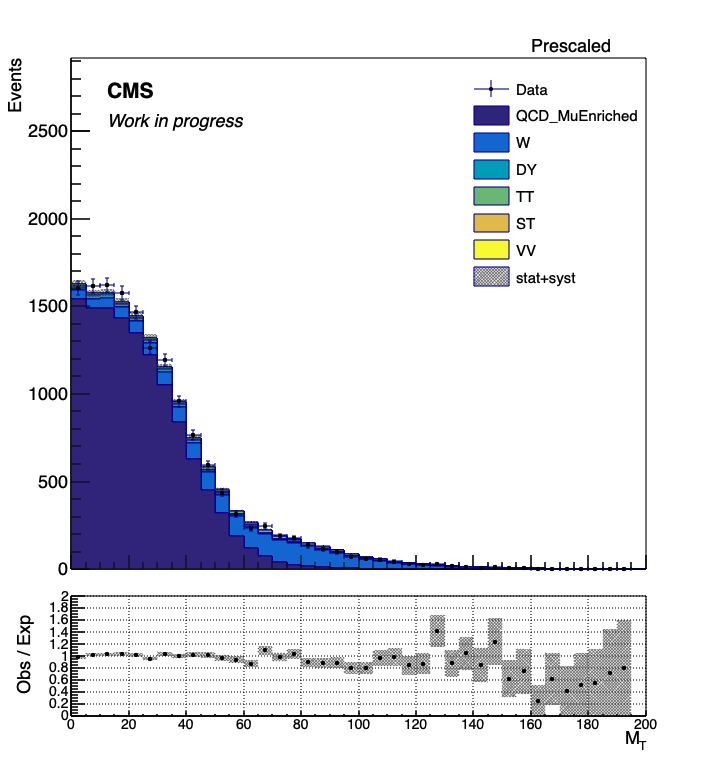 Prescaled
Events
CMS
Work in progress
Data
QCD_MuEnriched
W
DY
TT
ST
VV
stat+syst
2500
2000
1500
1000
500
0
Obs / Exp
2
1.8
1.6
1.4
1.2
1
0.8
0.6
0.4
0.2
0
0 20 40 60 80 100 120 140 160 180 200
M_T